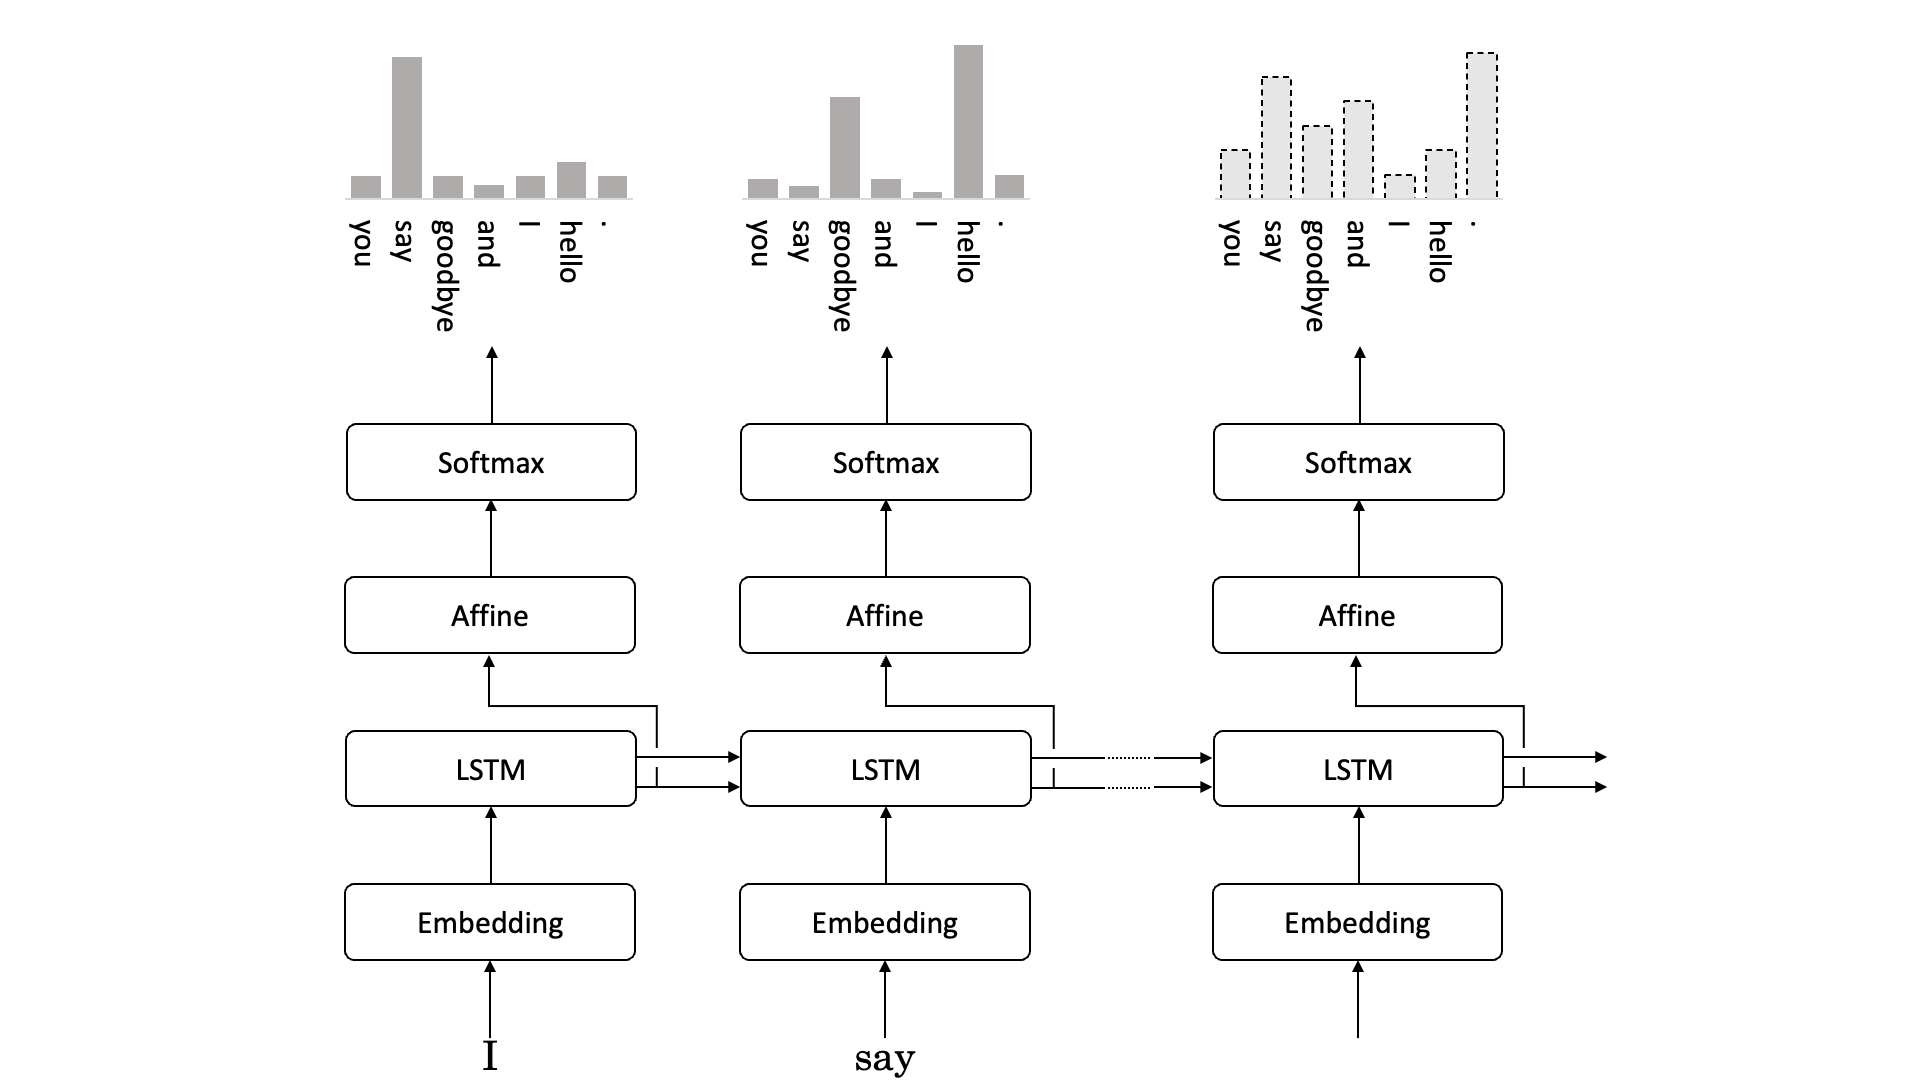 you say goodbye and I hello .
you say goodbye and I hello .
you say goodbye and I hello .
Softmax
Softmax
Softmax
Affine
Affine
Affine
LSTM
LSTM
LSTM
Embedding
Embedding
Embedding
I
say